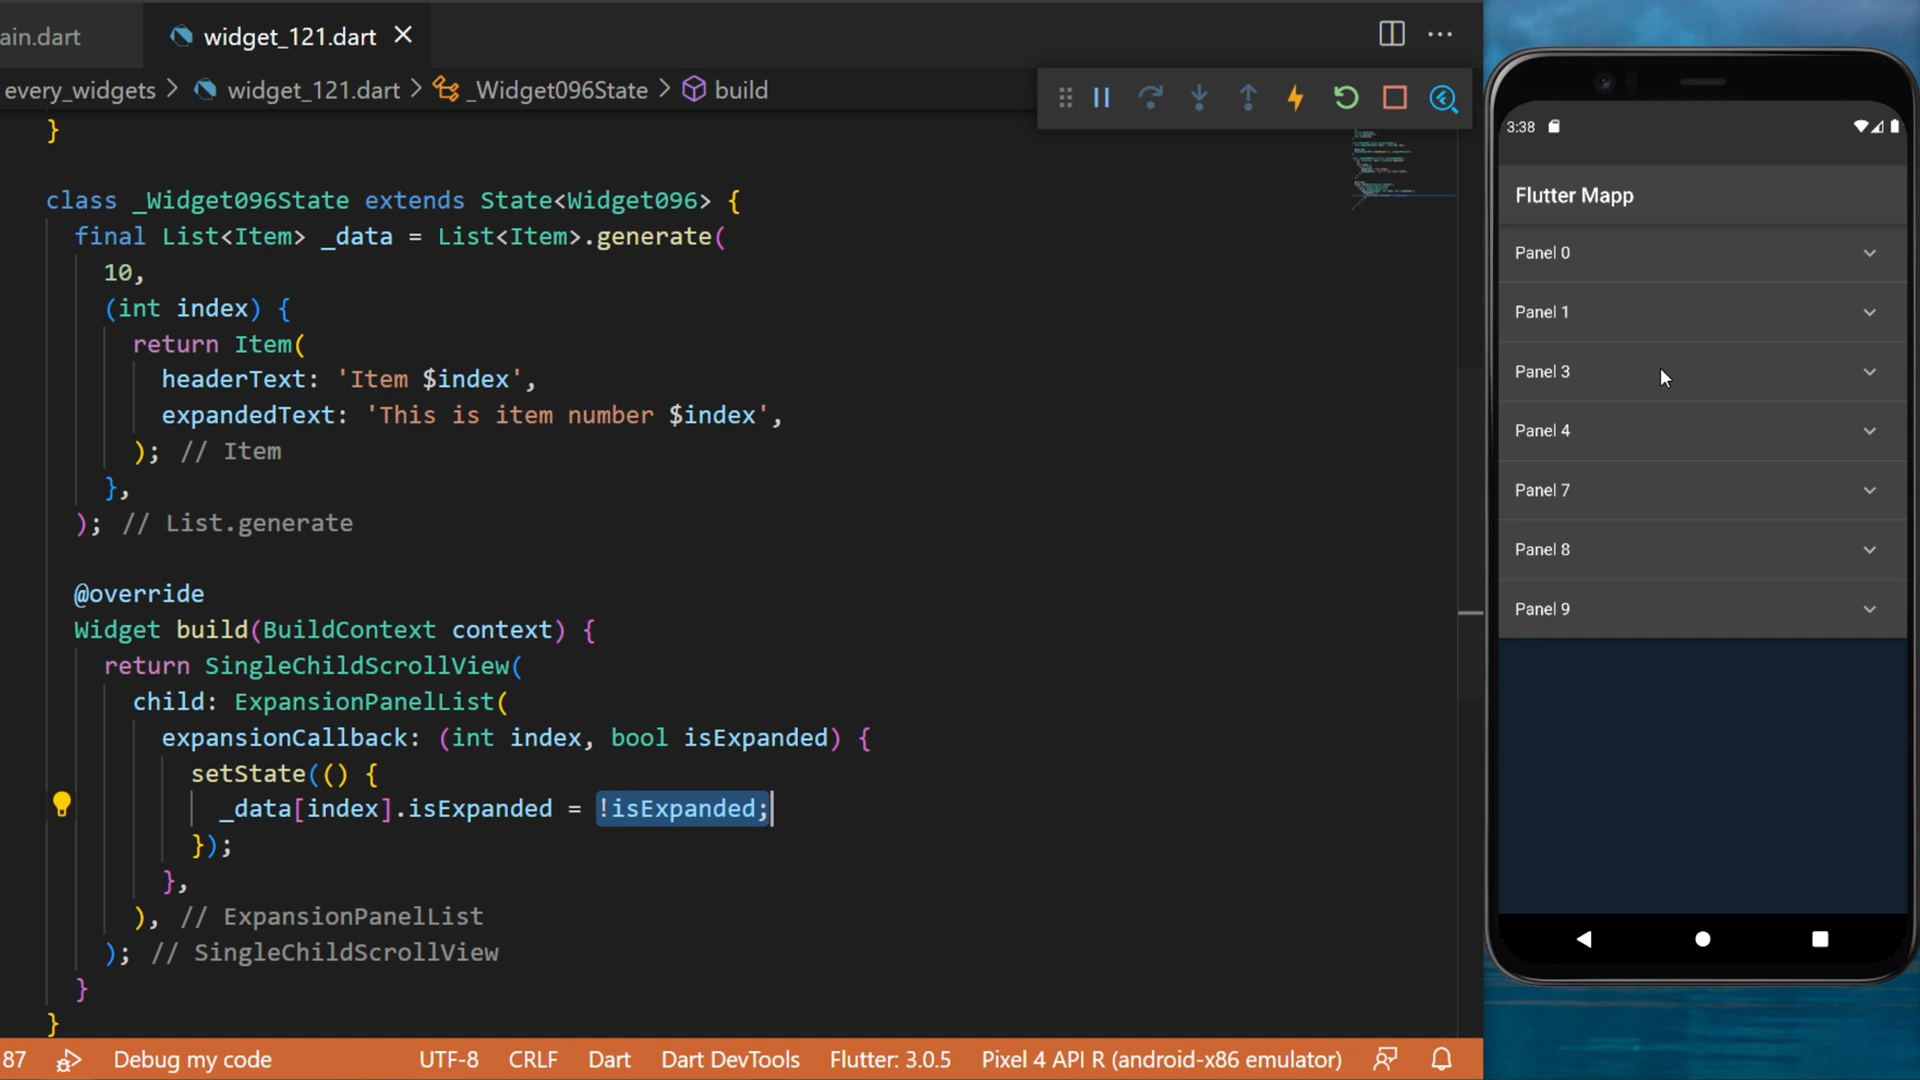 ain.dart
widget_121.dart
every_widgets > widget_121.dart > _Widget096State > build
}
class _Widget096State extends State<Widget096> {
final List<Item> _data = List<Item>.generate(
10,
(int index) {
return Item(
headerText: 'Item $index',
expandedText: 'This is item number $index',
); // Item
},
); // List.generate
@override
Widget build(BuildContext context) {
return SingleChildScrollView(
child: ExpansionPanelList(
expansionCallback: (int index, bool isExpanded) {
setState(() {
_data[index].isExpanded = !isExpanded;
});
},
), // ExpansionPanelList
); // SingleChildScrollView
}
}
87 Debug my code UTF-8 CRLF Dart Dart DevTools Flutter: 3.0.5 Pixel 4 API R (android-x86 emulator)
3:38
Flutter Mapp
Panel 0
Panel 1
Panel 3
Panel 4
Panel 7
Panel 8
Panel 9